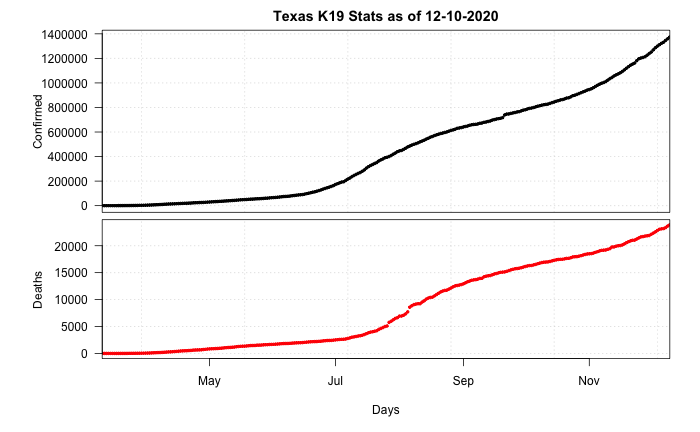 Texas K19 Stats as of 12-10-2020
1400000
1200000
1000000
800000
600000
400000
200000
0
Confirmed
20000
15000
10000
5000
0
Deaths
May Jul Sep Nov
Days